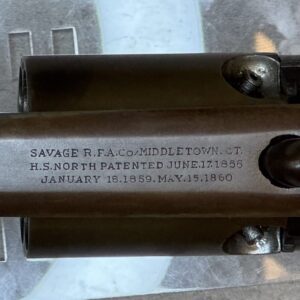 SAVAGE R.F.A.Co. MIDDLETOWN. CT.
H.S. NORTH PATENTED JUNE.17.1856
JANUARY 18.1859. MAY.15.1860